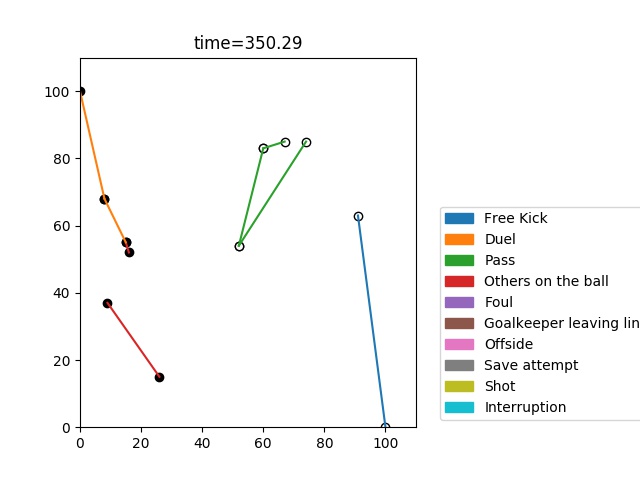 time=350.29
100
80
60
40
20
0
0 20 40 60 80 100
Free Kick
Duel
Pass
Others on the ball
Foul
Goalkeeper leaving lin
Offside
Save attempt
Shot
Interruption